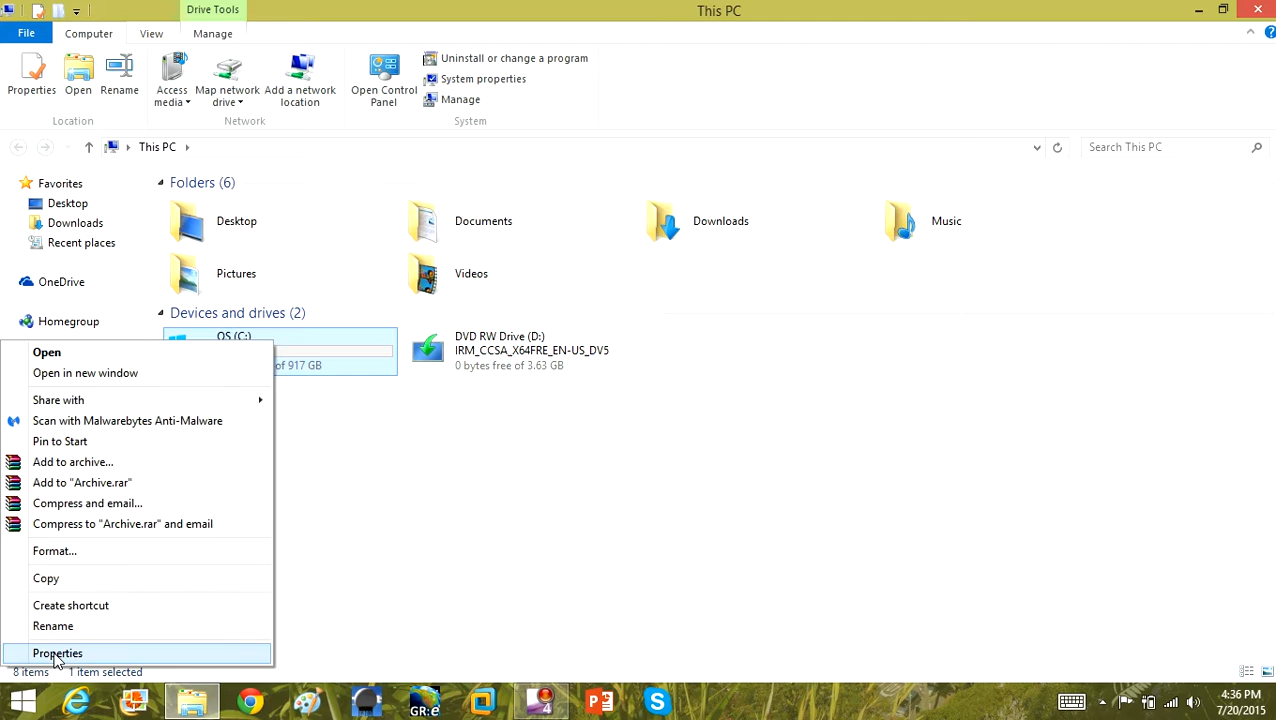 Drive Tools
This PC
File
Computer
View
Manage
Properties
Open
Rename
Location
Access
media
Map network
drive
Add a network
location
Network
Open Control
Panel
Uninstall or change a program
System properties
Manage
System
This PC
Search This PC
Favorites
Desktop
Downloads
Recent places
OneDrive
Homegroup
Folders (6)
Desktop
Documents
Downloads
Music
Pictures
Videos
Devices and drives (2)
OS (C:)
of 917 GB
DVD RW Drive (D:)
IRM_CCSA_X64FRE_EN-US_DV5
0 bytes free of 3.63 GB
Open
Open in new window
Share with
Scan with Malwarebytes Anti-Malware
Pin to Start
Add to archive...
Add to "Archive.rar"
Compress and email...
Compress to "Archive.rar" and email
Format...
Copy
Create shortcut
Rename
Properties
8 items
1 item selected
GR:e
4
4:36 PM
7/20/2015